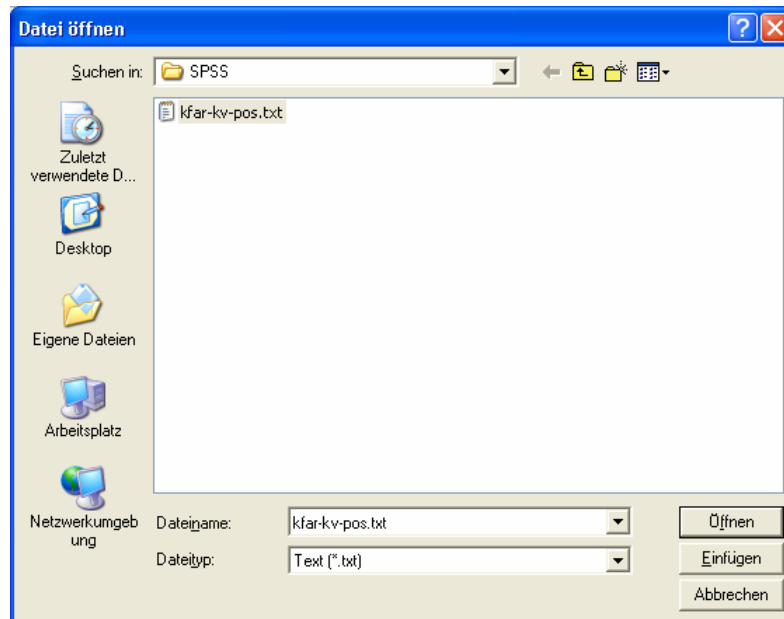 Datei öffnen
Suchen in: SPSS
kfar-kv-pos.txt
Zuletzt
verwendete D...
Desktop
Eigene Dateien
Arbeitsplatz
Netzwerkumgeb
ung
Dateiname: kfar-kv-pos.txt Öffnen
Dateityp: Text (*.txt) Einfügen
Abbrechen